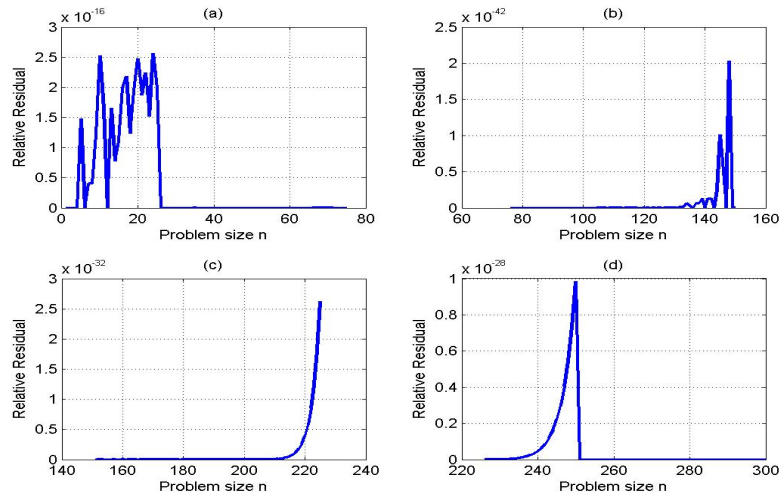 (a)
x 10^-16
3
2.5
2
1.5
1
0.5
0
Relative Residual
0 20 40 60 80
Problem size n
(b)
x 10^-42
2.5
2
1.5
1
0.5
0
Relative Residual
60 80 100 120 140 160
Problem size n
(c)
x 10^-32
3
2.5
2
1.5
1
0.5
0
Relative Residual
140 160 180 200 220 240
Problem size n
(d)
x 10^-28
1
0.8
0.6
0.4
0.2
0
Relative Residual
220 240 260 280 300
Problem size n